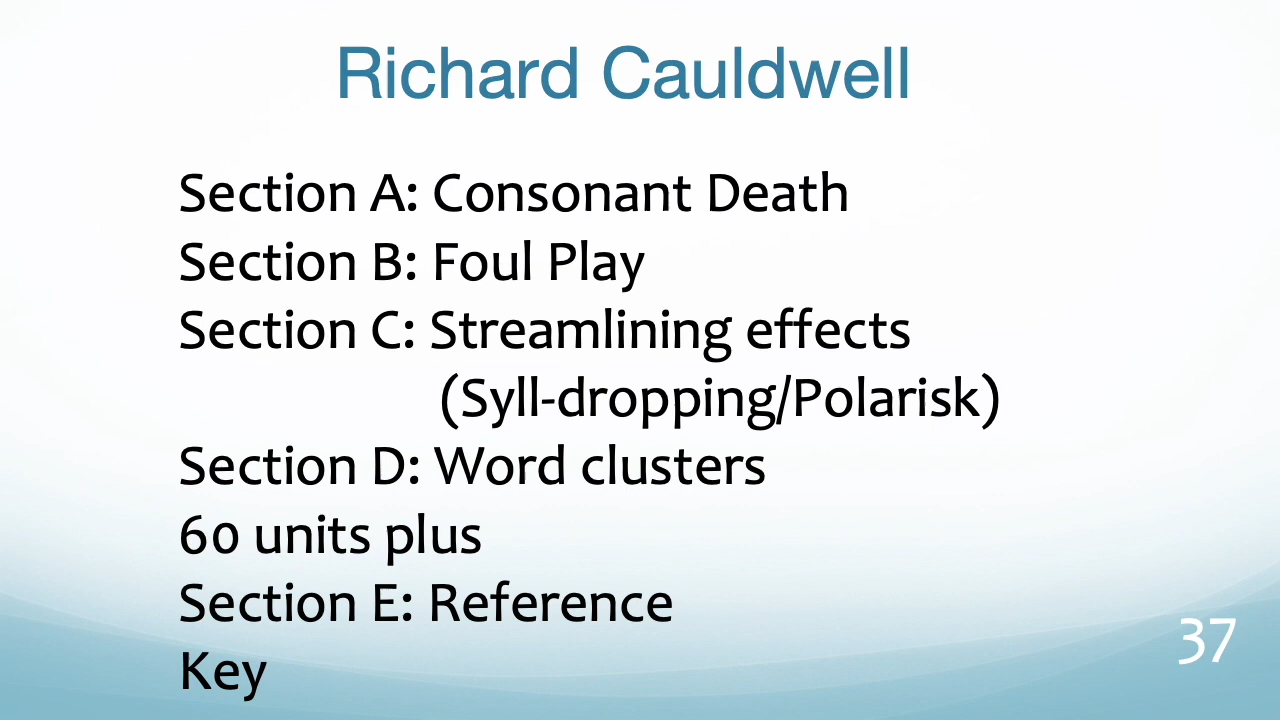 Richard Cauldwell
Section A: Consonant Death
Section B: Foul Play
Section C: Streamlining effects
(Syll-dropping/Polarisk)
Section D: Word clusters
60 units plus
Section E: Reference
Key
37